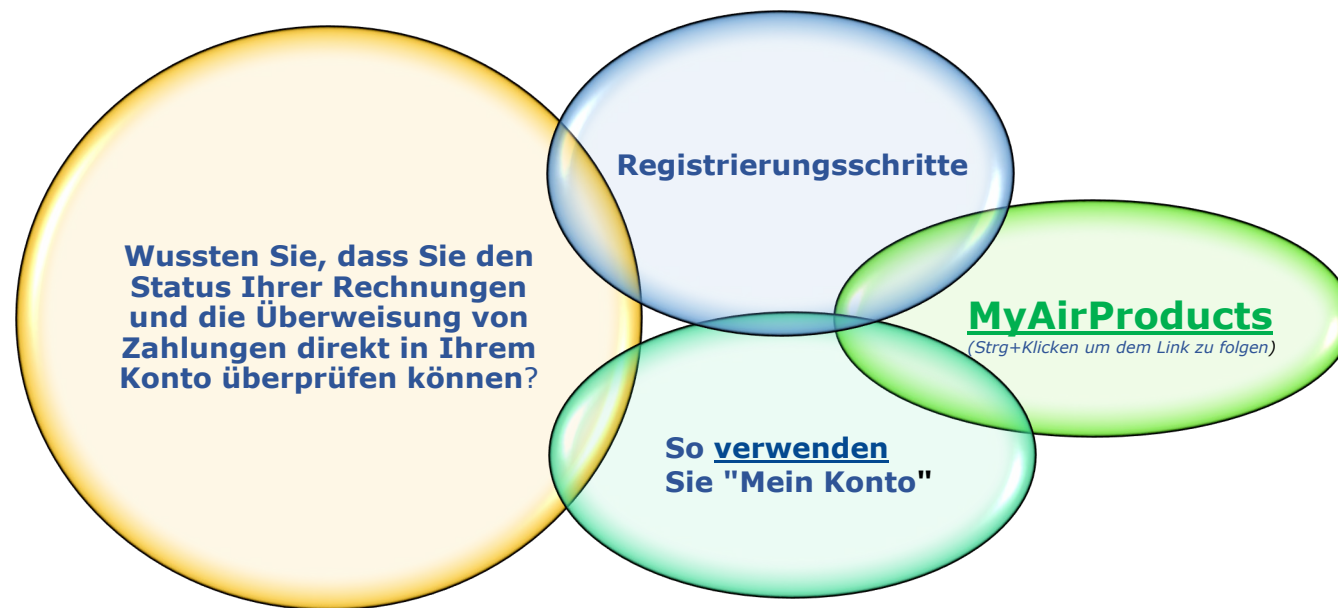 Wussten Sie, dass Sie den
Status Ihrer Rechnungen
und die Überweisung von
Zahlungen direkt in Ihrem
Konto überprüfen können?
Registrierungsschritte
MyAirProducts
(Strg+Klicken um dem Link zu folgen)
So verwenden
Sie "Mein Konto"